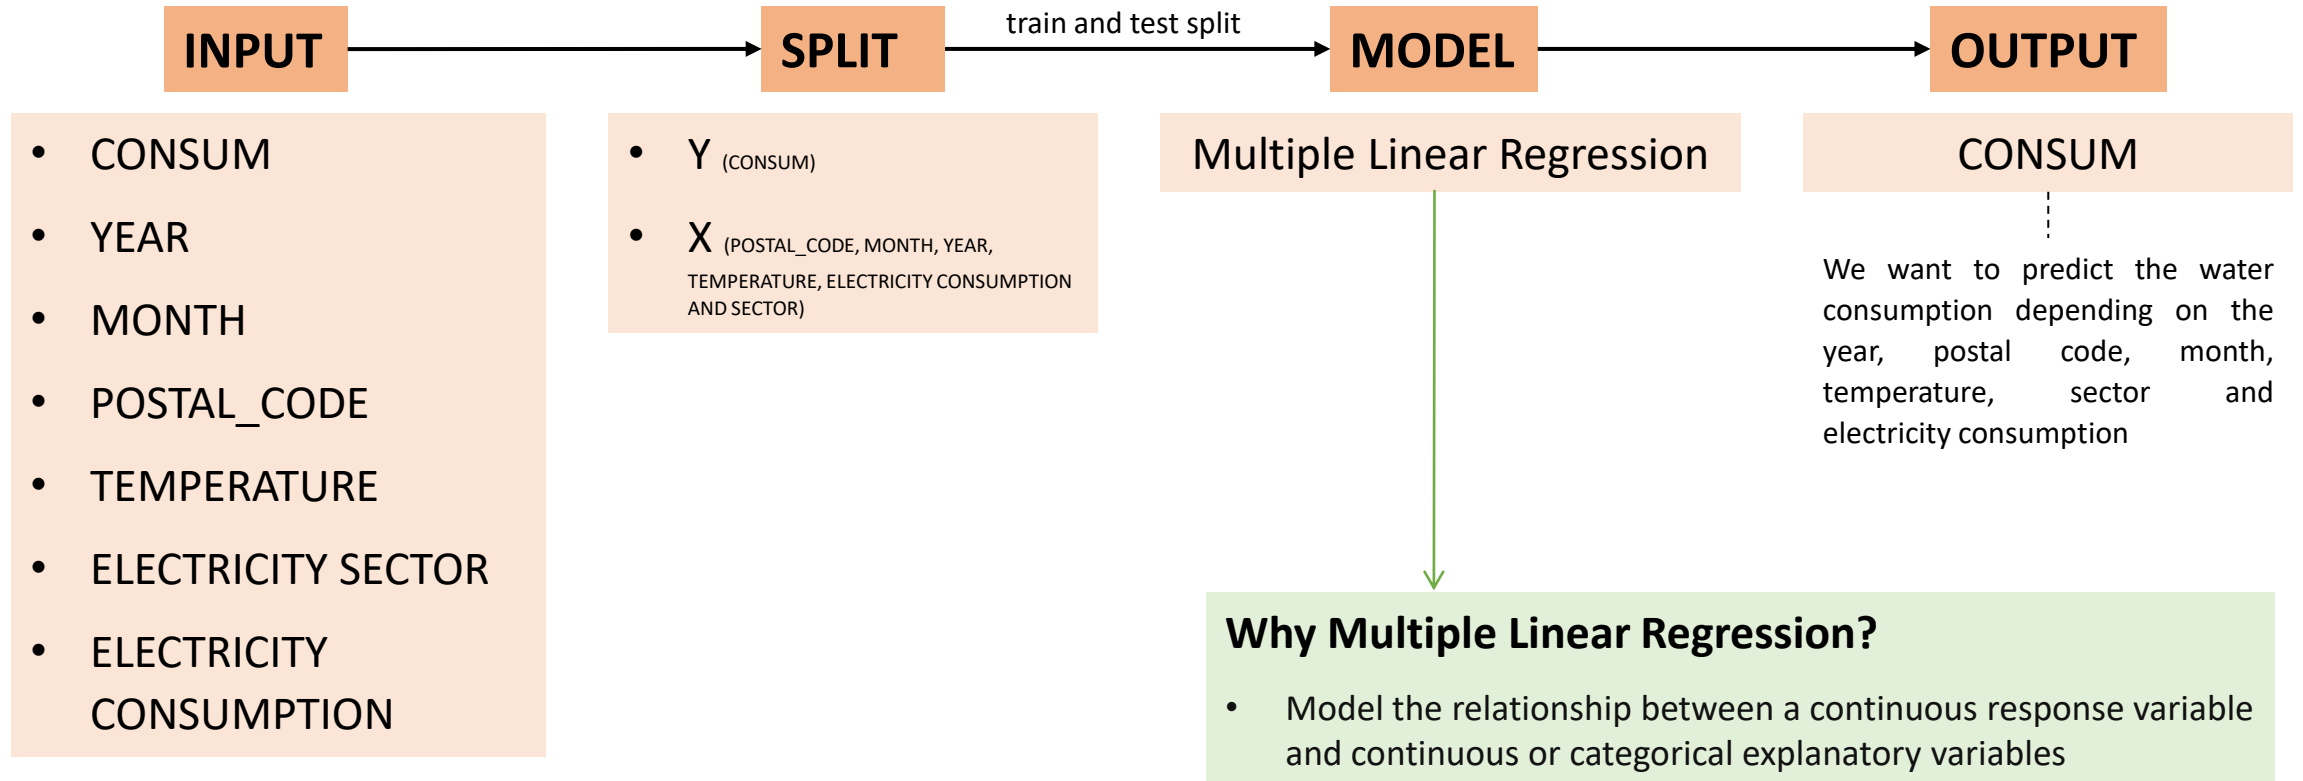 INPUT
SPLIT
train and test split
MODEL
OUTPUT
• CONSUM
• YEAR
• MONTH
• POSTAL_CODE
• TEMPERATURE
• ELECTRICITY SECTOR
• ELECTRICITY
CONSUMPTION
• Y (CONSUM)
• X (POSTAL_CODE, MONTH, YEAR,
TEMPERATURE, ELECTRICITY CONSUMPTION
AND SECTOR)
Multiple Linear Regression
CONSUM
We want to predict the water
consumption depending on the
year, postal code, month,
temperature, sector and
electricity consumption
Why Multiple Linear Regression?
• Model the relationship between a continuous response variable
and continuous or categorical explanatory variables